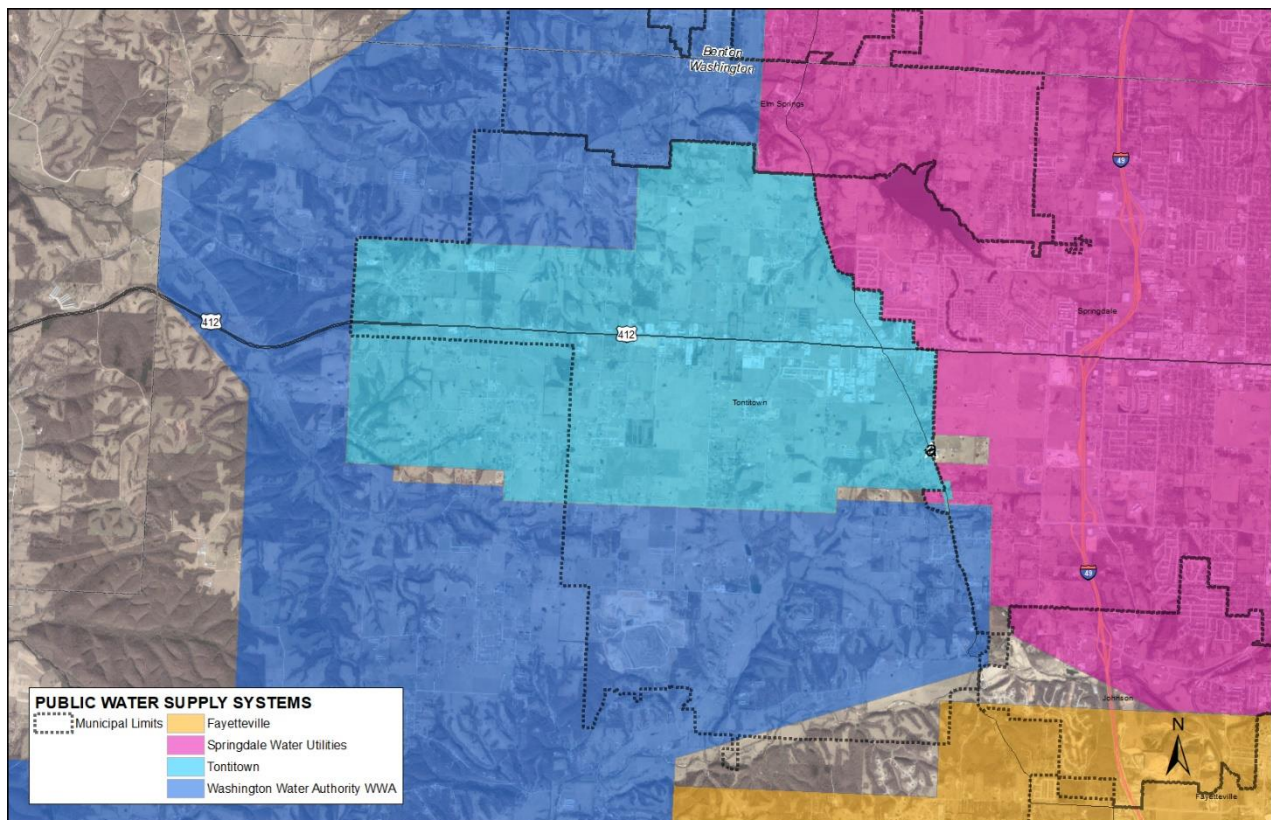 Benton
Washington
Elm Springs
49
Springdale
412
412
Tontitown
49
Johnson
N
Fayetteville
PUBLIC WATER SUPPLY SYSTEMS
Municipal Limits
Fayetteville
Springdale Water Utilities
Tontitown
Washington Water Authority WWA